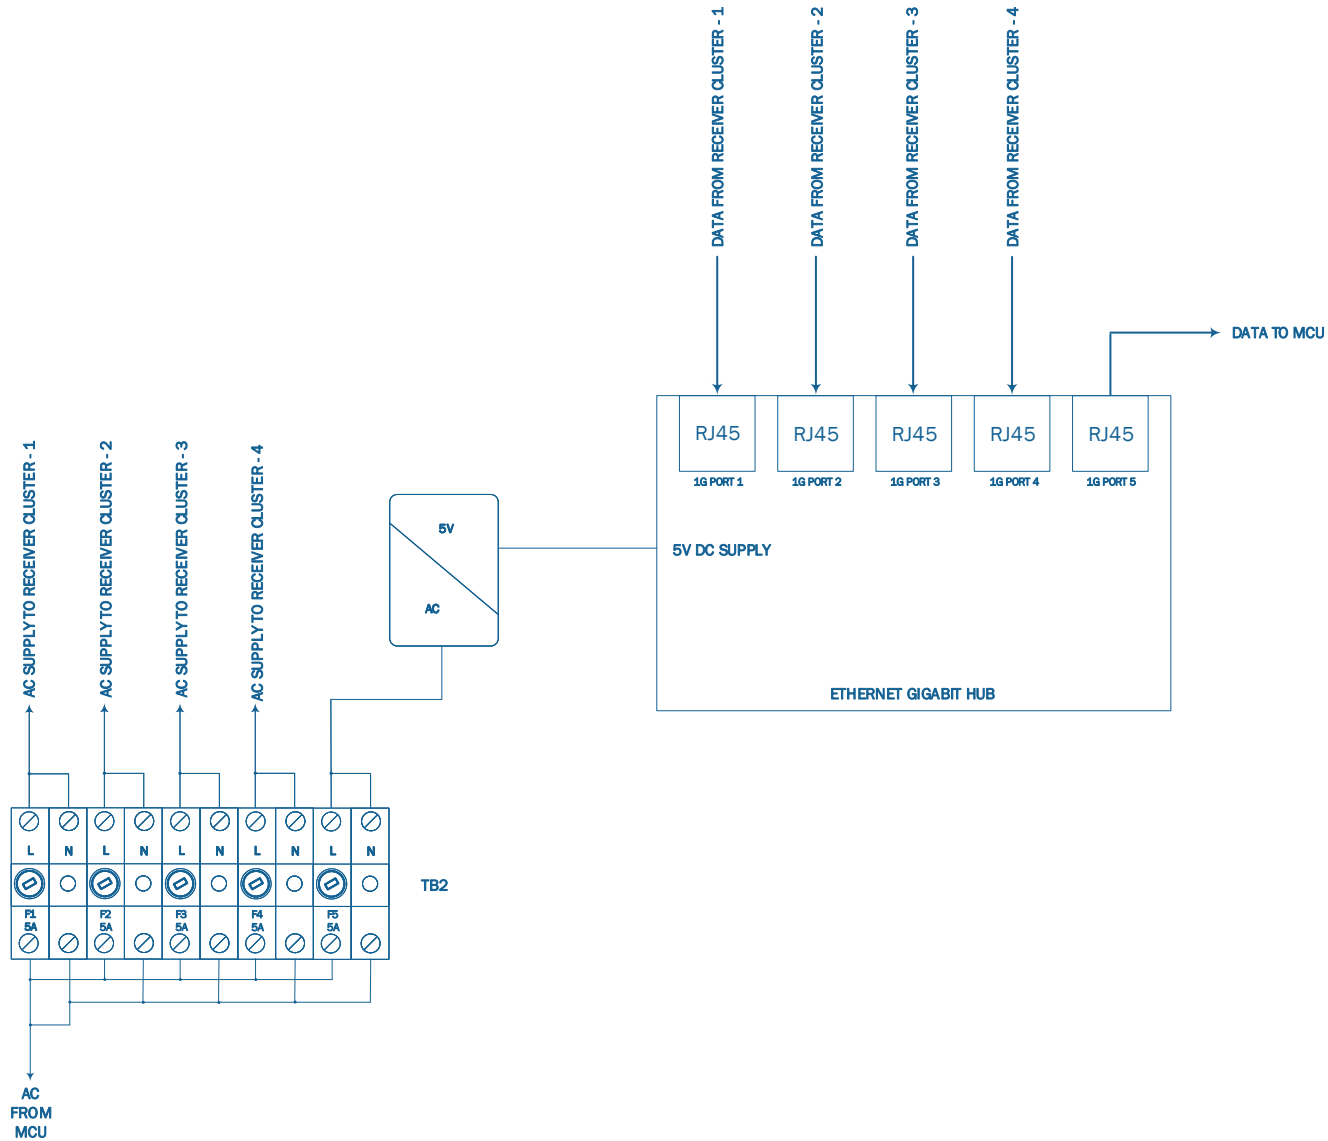 DATA FROM RECEIVER CLUSTER - 1
DATA FROM RECEIVER CLUSTER - 2
DATA FROM RECEIVER CLUSTER - 3
DATA FROM RECEIVER CLUSTER - 4
DATA TO MCU
RJ45 RJ45 RJ45 RJ45 RJ45
1G PORT 1 1G PORT 2 1G PORT 3 1G PORT 4 1G PORT 5
5V DC SUPPLY
ETHERNET GIGABIT HUB
5V
AC
AC SUPPLY TO RECEIVER CLUSTER - 1
AC SUPPLY TO RECEIVER CLUSTER - 2
AC SUPPLY TO RECEIVER CLUSTER - 3
AC SUPPLY TO RECEIVER CLUSTER - 4
L N L N L N L N L N
TB2
F1 F2 F3 F4 F5
5A 5A 5A 5A 5A
AC
FROM
MCU